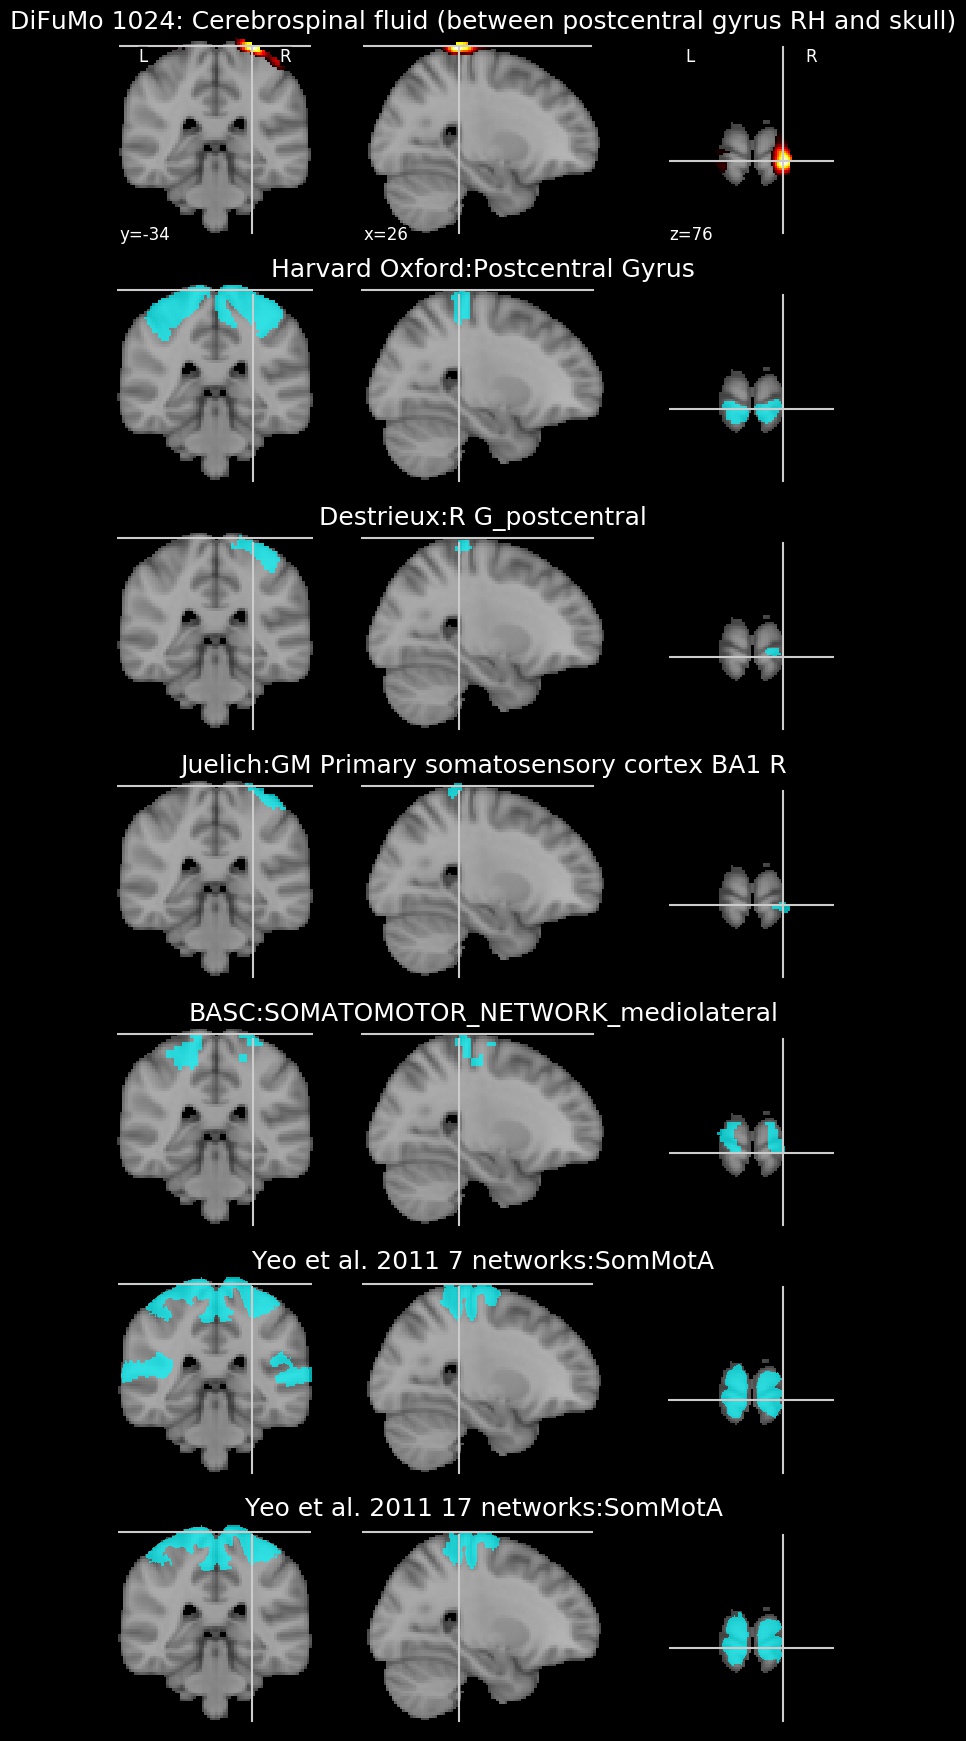 DiFuMo 1024: Cerebrospinal fluid (between postcentral gyrus RH and skull)
L R L R
y=-34 x=26 z=76
Harvard Oxford:Postcentral Gyrus
Destrieux:R G_postcentral
Juelich:GM Primary somatosensory cortex BA1 R
BASC:SOMATOMOTOR_NETWORK_mediolateral
Yeo et al. 2011 7 networks:SomMotA
Yeo et al. 2011 17 networks:SomMotA